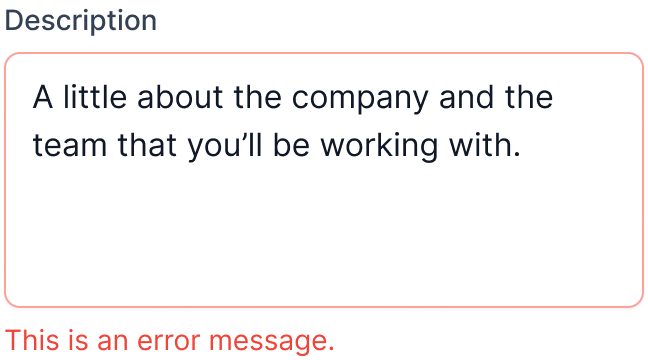 Description
A little about the company and the
team that you’ll be working with.
This is an error message.